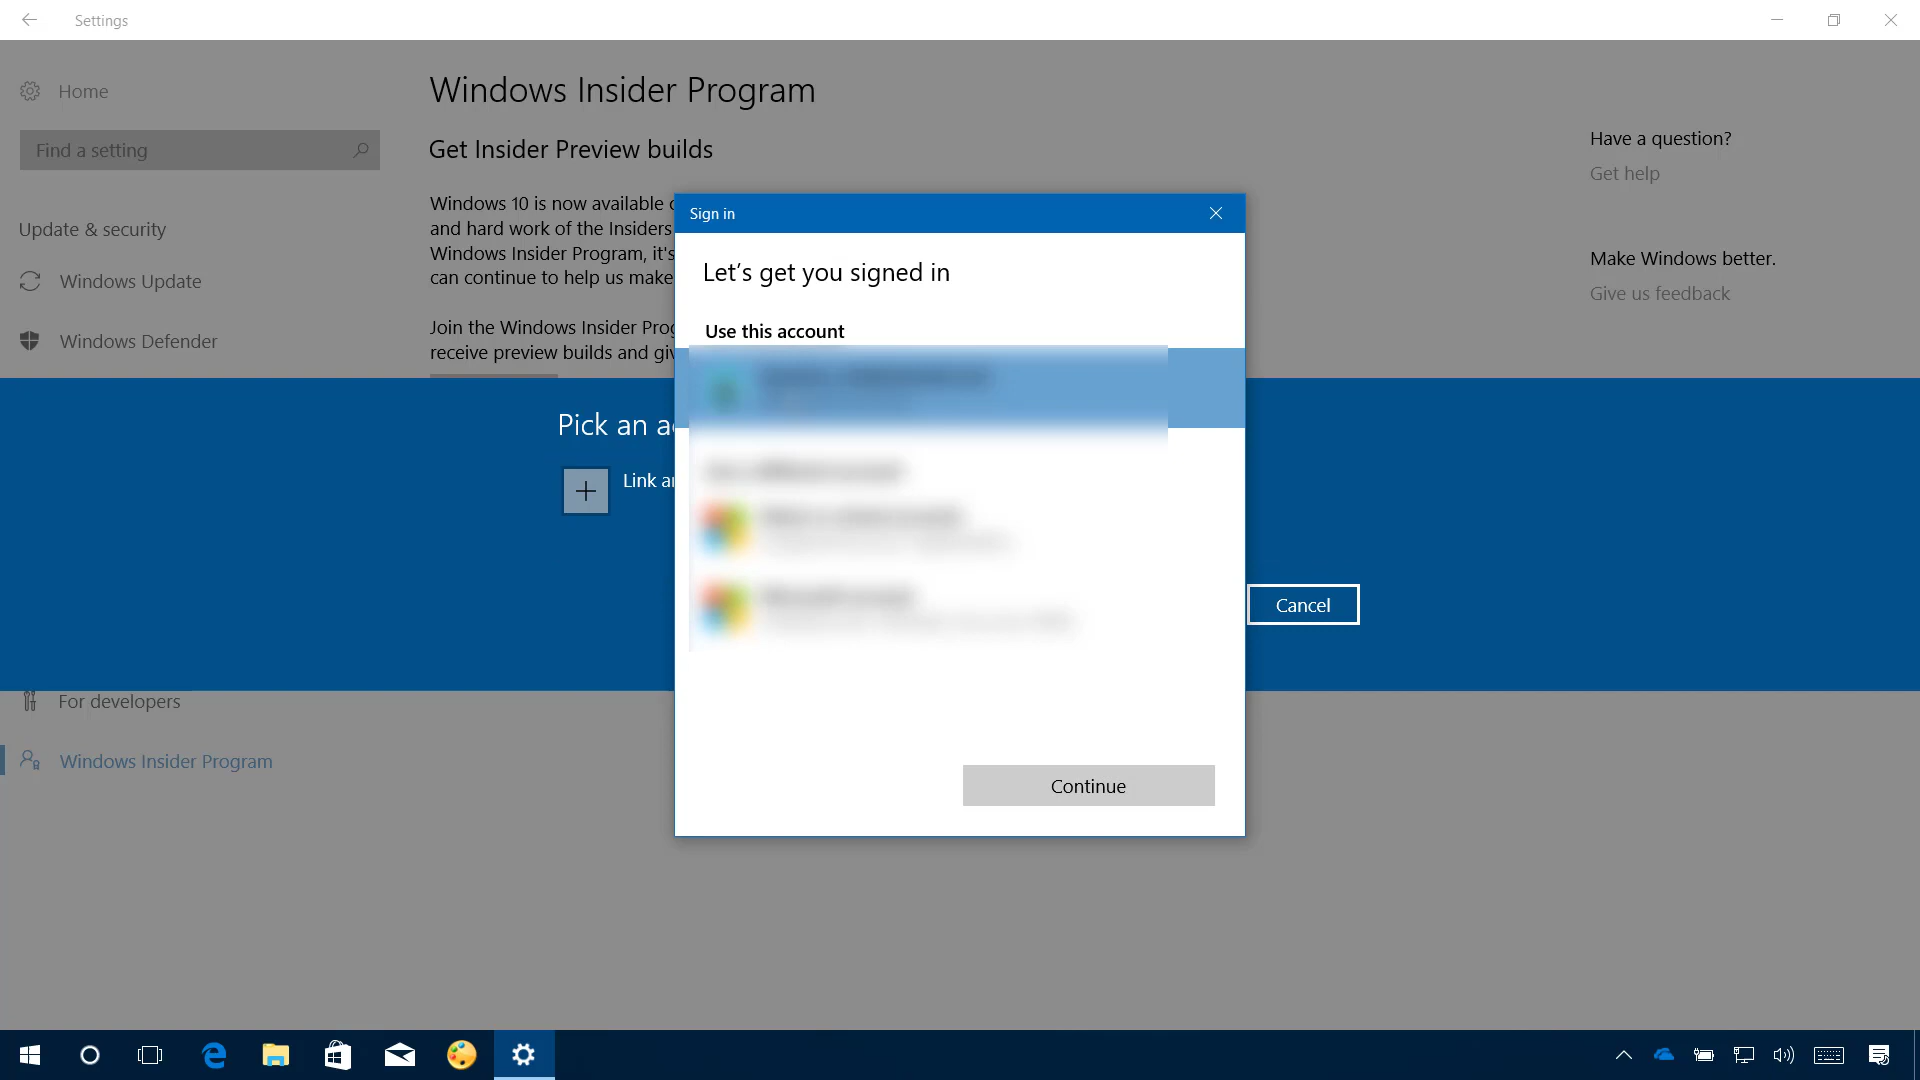 Settings
Home
Find a setting
Update & security
Windows Update
Windows Defender
For developers
Windows Insider Program
Windows Insider Program
Get Insider Preview builds
Windows 10 is now available
and hard work of the Insiders
Windows Insider Program, it's
can continue to help us make
Join the Windows Insider
receive preview builds and
Have a question?
Get help
Make Windows better.
Give us feedback
Pick an
Link
Cancel
Sign in
Let's get you signed in
Use this account
Continue